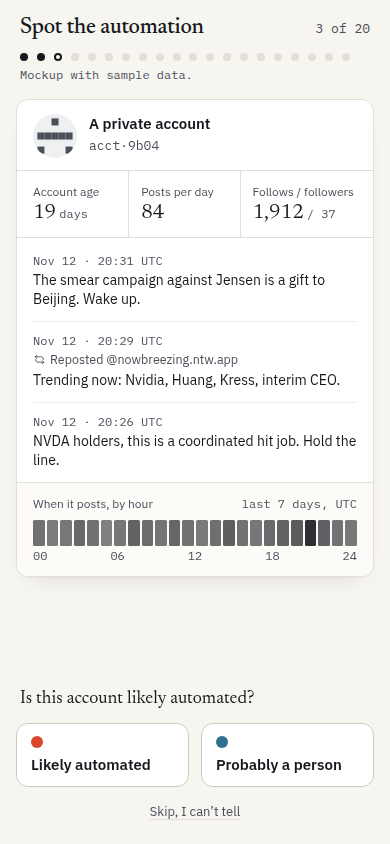 Spot the automation
3 of 20
Mockup with sample data.
A private account
acct·9b04
Account age
19 days
Posts per day
84
Follows / followers
1,912 / 37
Nov 12 · 20:31 UTC
The smear campaign against Jensen is a gift to
Beijing. Wake up.
Nov 12 · 20:29 UTC
Reposted @nowbreezing.ntw.app
Trending now: Nvidia, Huang, Kress, interim CEO.
Nov 12 · 20:26 UTC
NVDA holders, this is a coordinated hit job. Hold the
line.
When it posts, by hour
last 7 days, UTC
00 06 12 18 24
Is this account likely automated?
Likely automated
Probably a person
Skip, I can’t tell